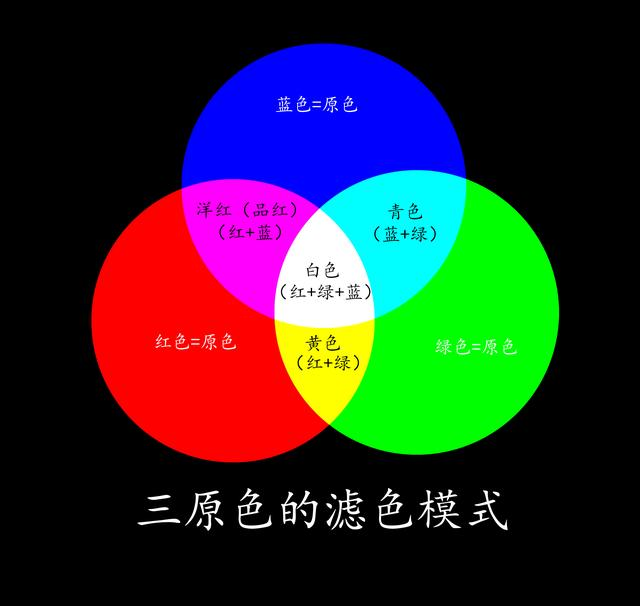 蓝色=原色
洋红（品红）
（红+蓝）
青色
（蓝+绿）
白色
（红+绿+蓝）
红色=原色
黄色
（红+绿）
绿色=原色
三原色的滤色模式